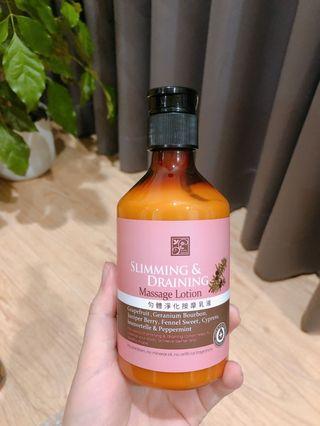 SLIMMING &
DRAINING
Massage Lotion
勻體淨化按摩乳液
Grapefruit, Geranium Bourbon,
Juniper Berry, Fennel Sweet, Cypress,
Immortelle & Peppermint